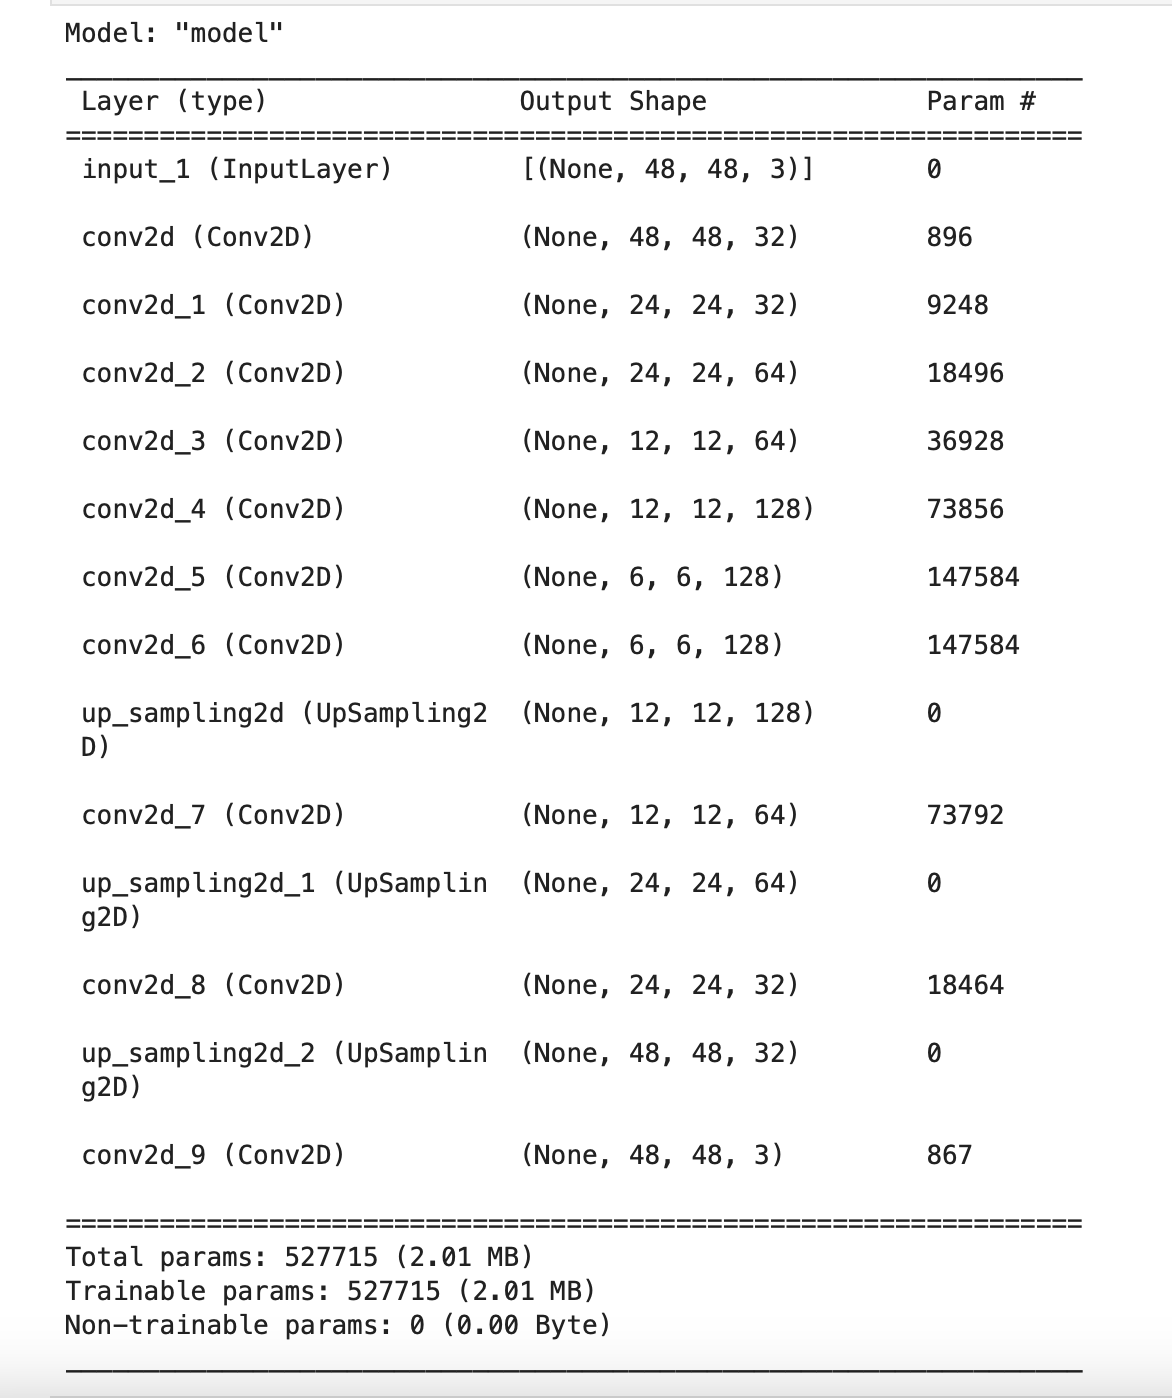 Model: "model"
Layer (type) Output Shape Param #
=================================================================
input_1 (InputLayer) [(None, 48, 48, 3)] 0
conv2d (Conv2D) (None, 48, 48, 32) 896
conv2d_1 (Conv2D) (None, 24, 24, 32) 9248
conv2d_2 (Conv2D) (None, 24, 24, 64) 18496
conv2d_3 (Conv2D) (None, 12, 12, 64) 36928
conv2d_4 (Conv2D) (None, 12, 12, 128) 73856
conv2d_5 (Conv2D) (None, 6, 6, 128) 147584
conv2d_6 (Conv2D) (None, 6, 6, 128) 147584
up_sampling2d (UpSampling2 (None, 12, 12, 128) 0
D)
conv2d_7 (Conv2D) (None, 12, 12, 64) 73792
up_sampling2d_1 (UpSamplin (None, 24, 24, 64) 0
g2D)
conv2d_8 (Conv2D) (None, 24, 24, 32) 18464
up_sampling2d_2 (UpSamplin (None, 48, 48, 32) 0
g2D)
conv2d_9 (Conv2D) (None, 48, 48, 3) 867
=================================================================
Total params: 527715 (2.01 MB)
Trainable params: 527715 (2.01 MB)
Non-trainable params: 0 (0.00 Byte)